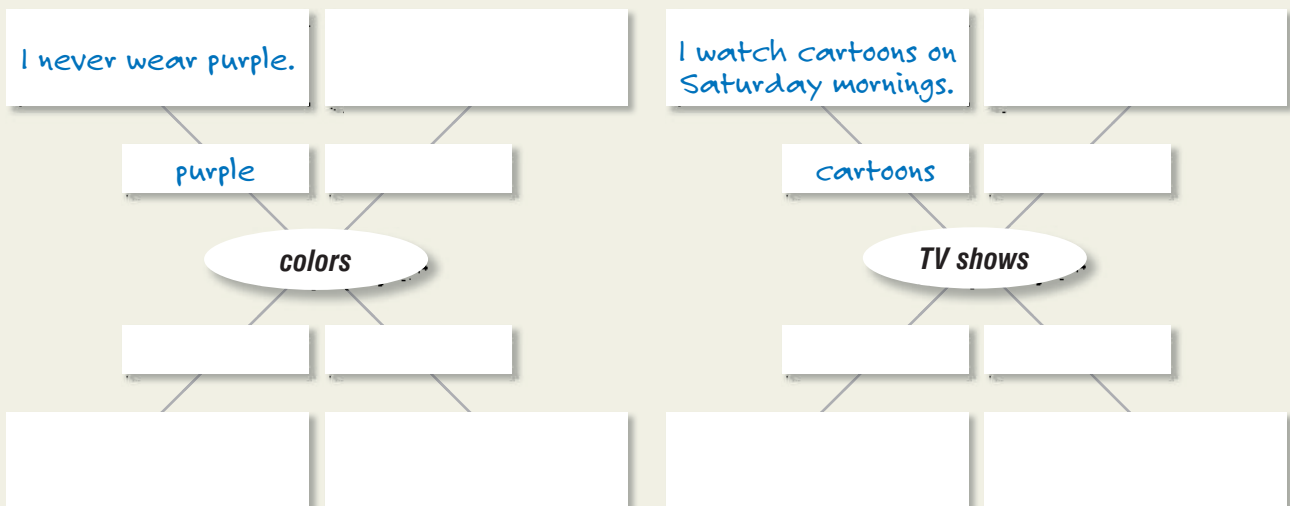 I never wear purple.
purple
colors
I watch cartoons on
Saturday mornings.
cartoons
TV shows